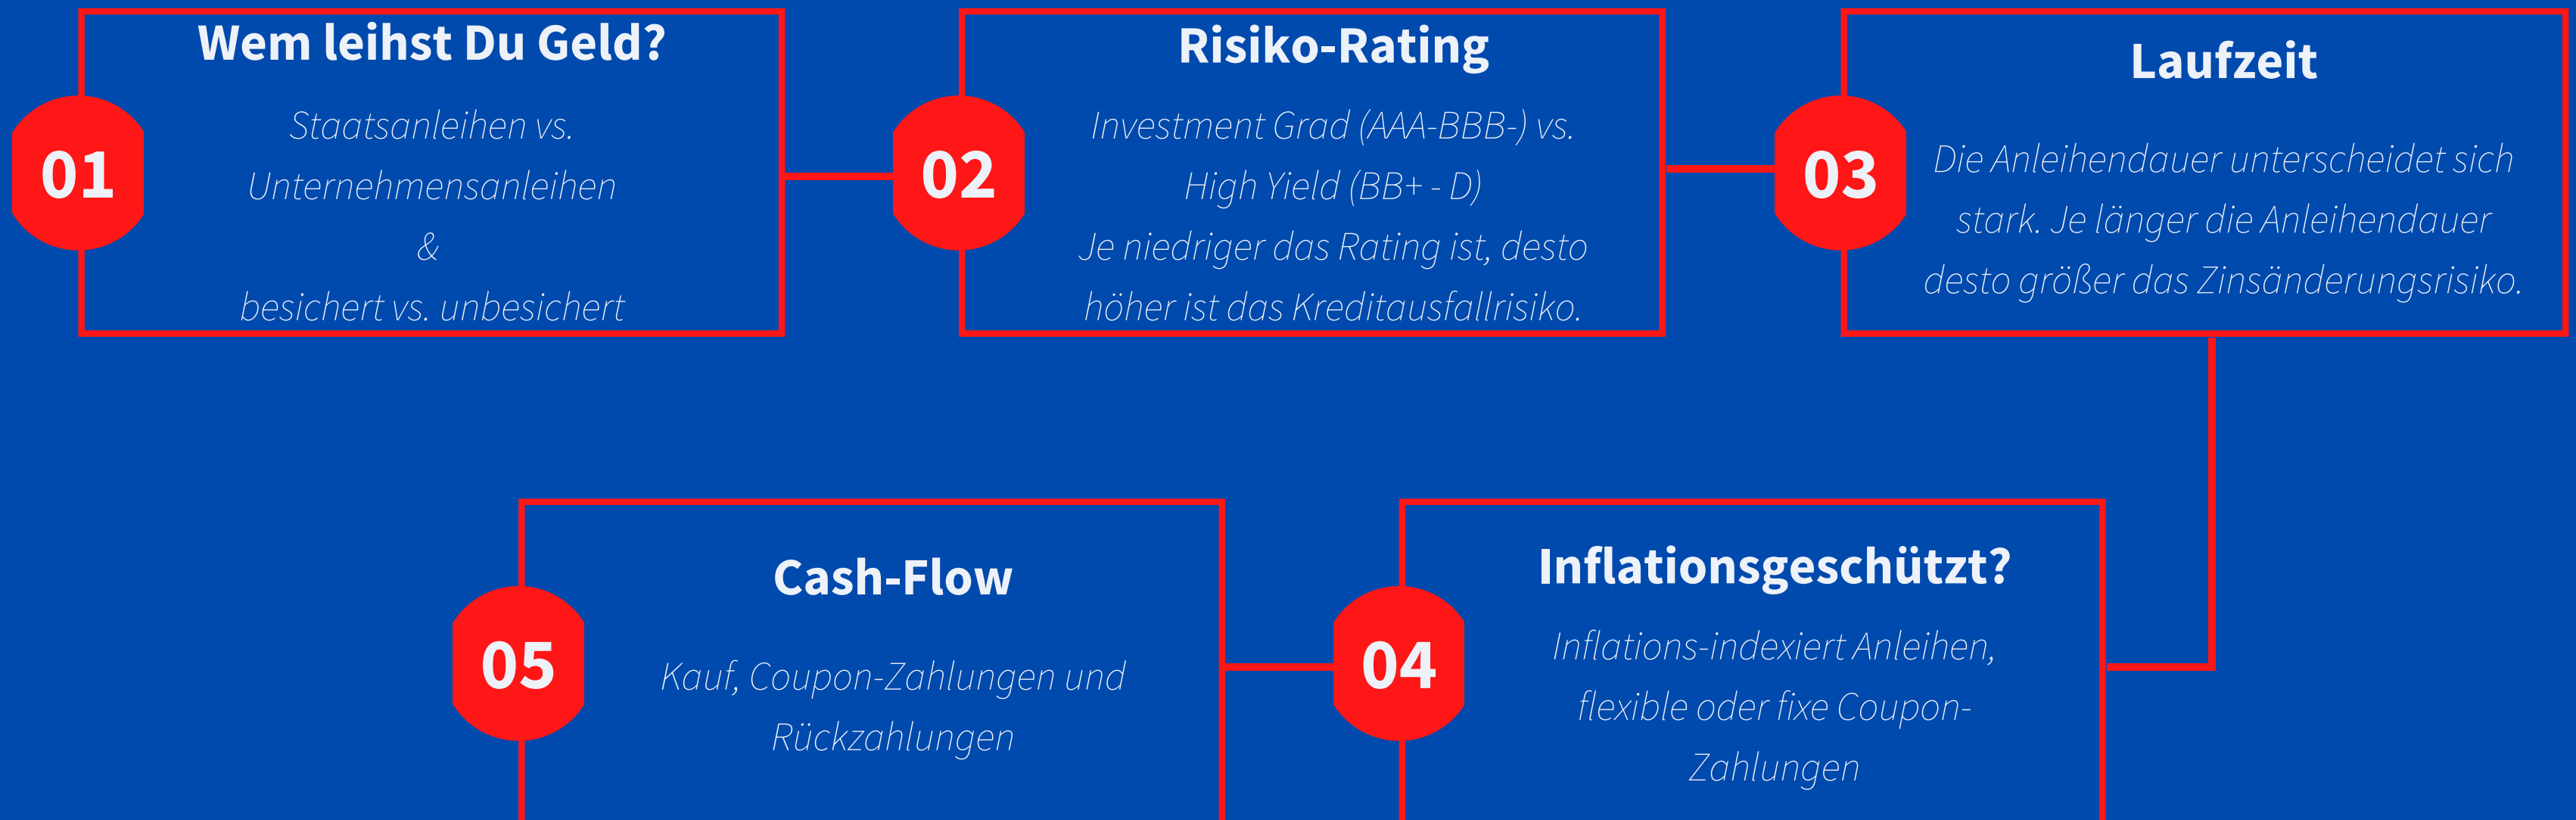 01
Wem leihst Du Geld?
Staatsanleihen vs.
Unternehmensanleihen
&
besichert vs. unbesichert
02
Risiko-Rating
Investment Grad (AAA-BBB-) vs.
High Yield (BB+ - D)
Je niedriger das Rating ist, desto
höher ist das Kreditausfallrisiko.
03
Laufzeit
Die Anleihendauer unterscheidet sich
stark. Je länger die Anleihendauer
desto größer das Zinsänderungsrisiko.
04
Inflationsgeschützt?
Inflations-indexiert Anleihen,
flexible oder fixe Coupon-
Zahlungen
05
Cash-Flow
Kauf, Coupon-Zahlungen und
Rückzahlungen